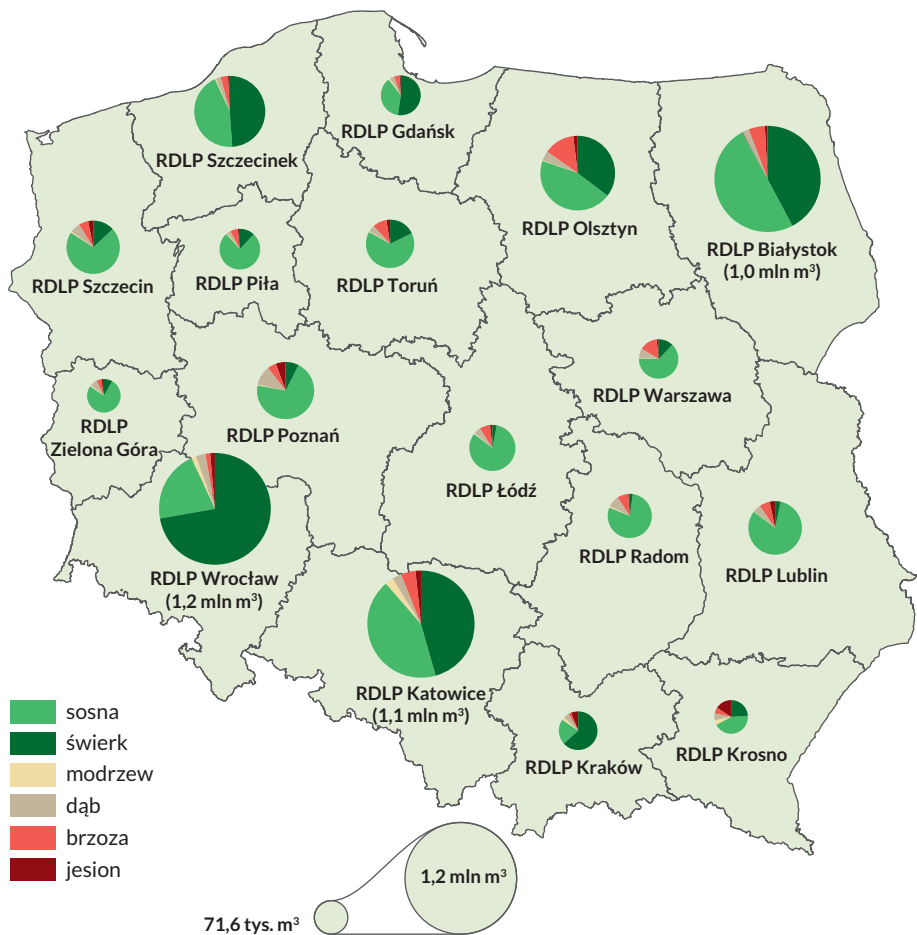 RDLP Gdańsk
RDLP Szczecinek
RDLP Olsztyn
RDLP Białystok
(1,0 mln m³)
RDLP Szczecin
RDLP Piła
RDLP Toruń
RDLP Warszawa
RDLP
Zielona Góra
RDLP Poznań
RDLP Łódź
RDLP Radom
RDLP Lublin
RDLP Wrocław
(1,2 mln m³)
RDLP Katowice
(1,1 mln m³)
RDLP Kraków
RDLP Krosno
sosna
świerk
modrzew
dąb
brzoza
jesion
1,2 mln m³
71,6 tys. m³